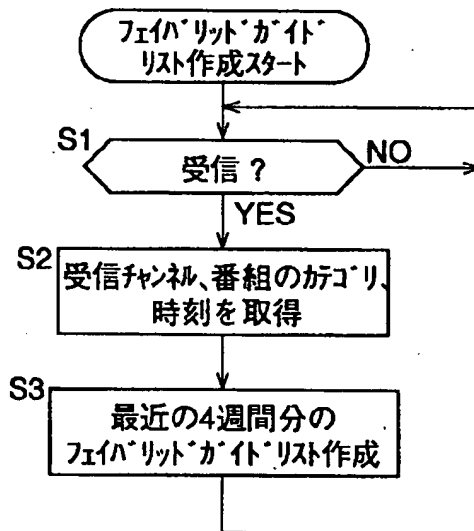 ﾌｪｲﾊﾞﾘｯﾄﾞｶﾞｲﾄﾞ
ﾘｽﾄ作成ｽﾀｰﾄ
S1
受信？
NO
YES
S2
受信ﾁｬﾝﾈﾙ、番組のｶﾃｺﾞﾘ、
時刻を取得
S3
最近の4週間分の
ﾌｪｲﾊﾞﾘｯﾄﾞｶﾞｲﾄﾞﾘｽﾄ作成